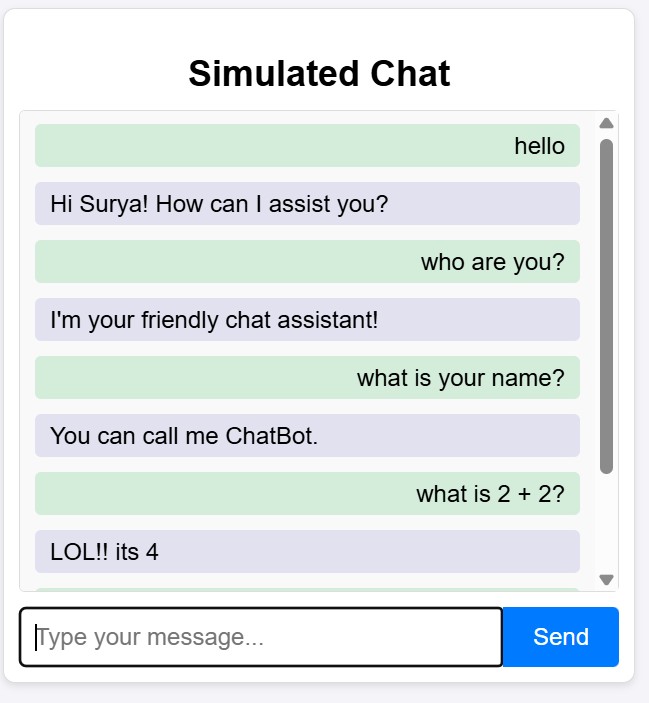 Simulated Chat
hello
Hi Surya! How can I assist you?
who are you?
I'm your friendly chat assistant!
what is your name?
You can call me ChatBot.
what is 2 + 2?
LOL!! its 4
Type your message...
Send